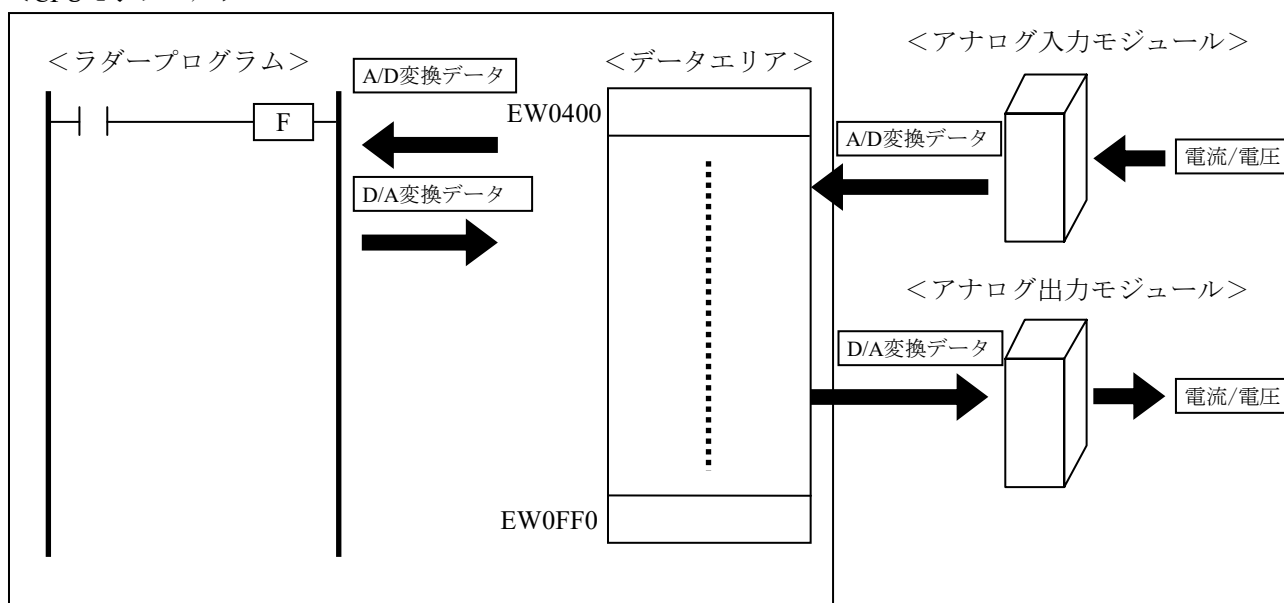 ＜ラダープログラム＞
A/D変換データ
F
D/A変換データ
＜データエリア＞
EW0400
EW0FF0
＜アナログ入力モジュール＞
A/D変換データ
電流/電圧
＜アナログ出力モジュール＞
D/A変換データ
電流/電圧